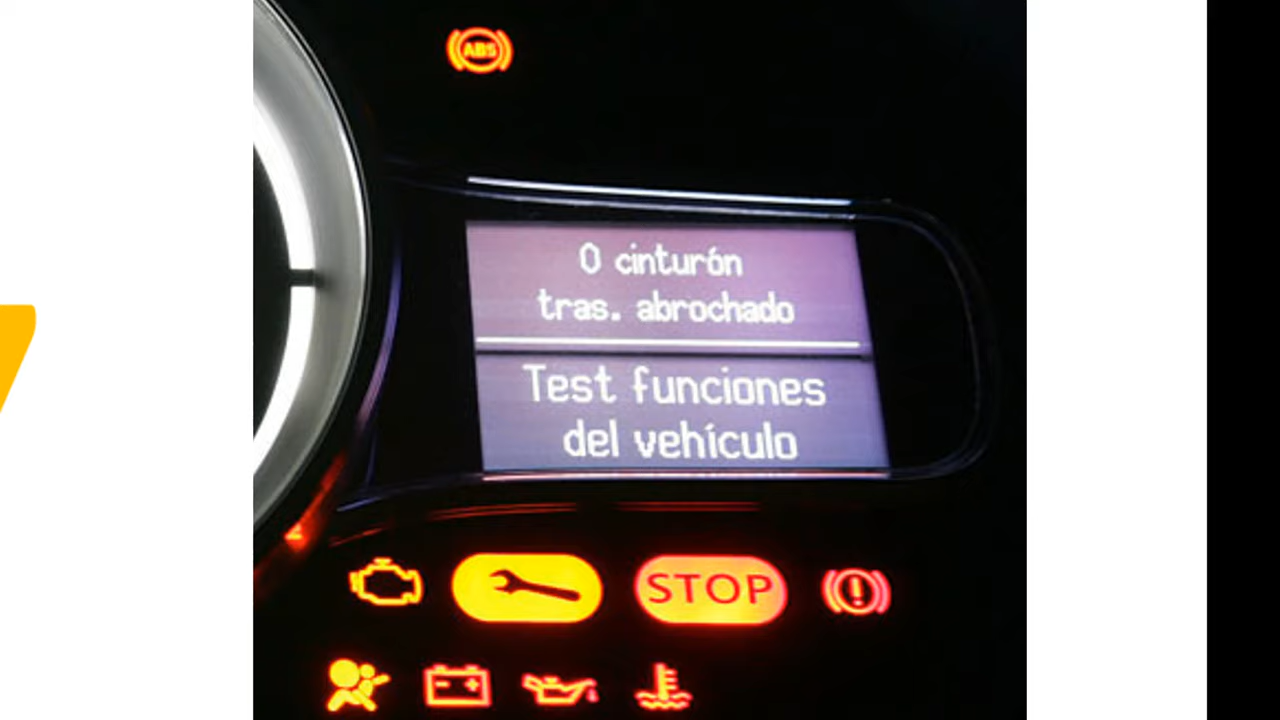 ABS
0 cinturón
tras. abrochado
Test funciones
del vehículo
STOP